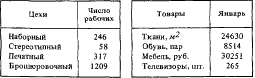 Цехи
Число рабочих
Наборный 246
Стереотипный 58
Печатный 317
Брошюровочный 1209
Товары
Январь
Ткани, м² 24630
Обувь, пар 8514
Мебель, руб. 30251
Телевизоры, шт. 265